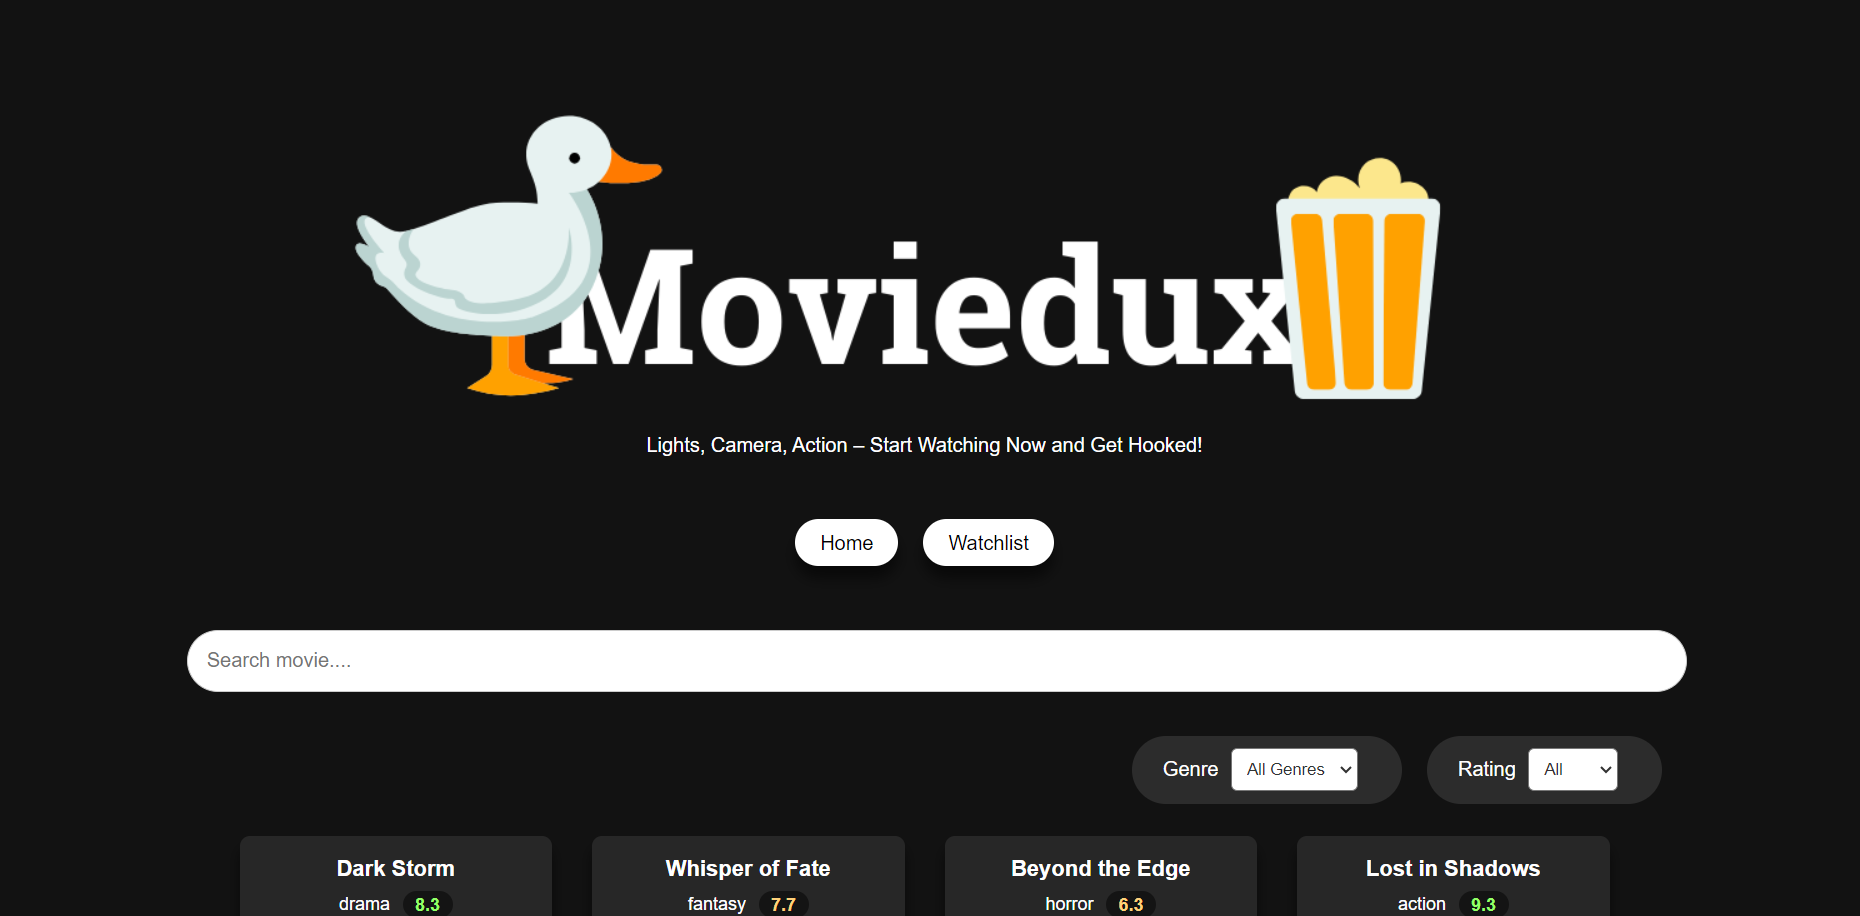 Moviedux
Lights, Camera, Action – Start Watching Now and Get Hooked!
Home Watchlist
Search movie....
Genre All Genres Rating All
Dark Storm Whisper of Fate Beyond the Edge Lost in Shadows
drama 8.3 fantasy 7.7 horror 6.3 action 9.3